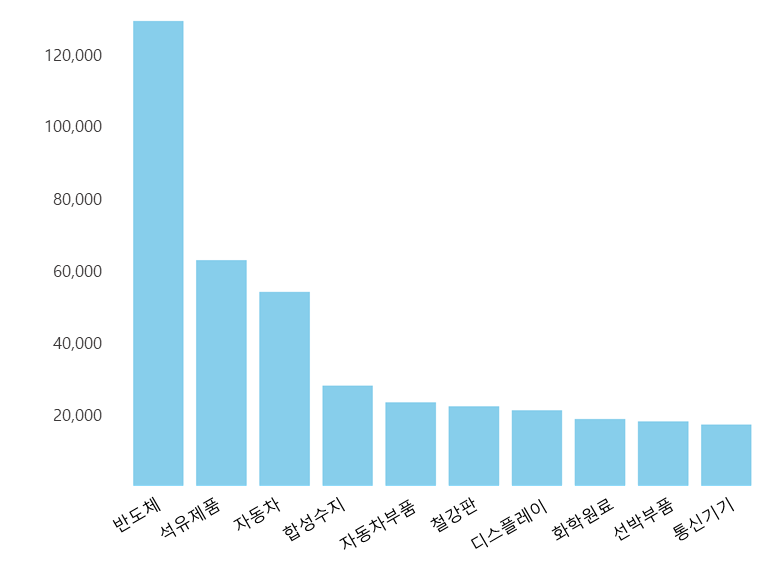 120,000
100,000
80,000
60,000
40,000
20,000
반도체
석유제품
자동차
합성수지
자동차부품
철강판
디스플레이
화학원료
선박부품
통신기기